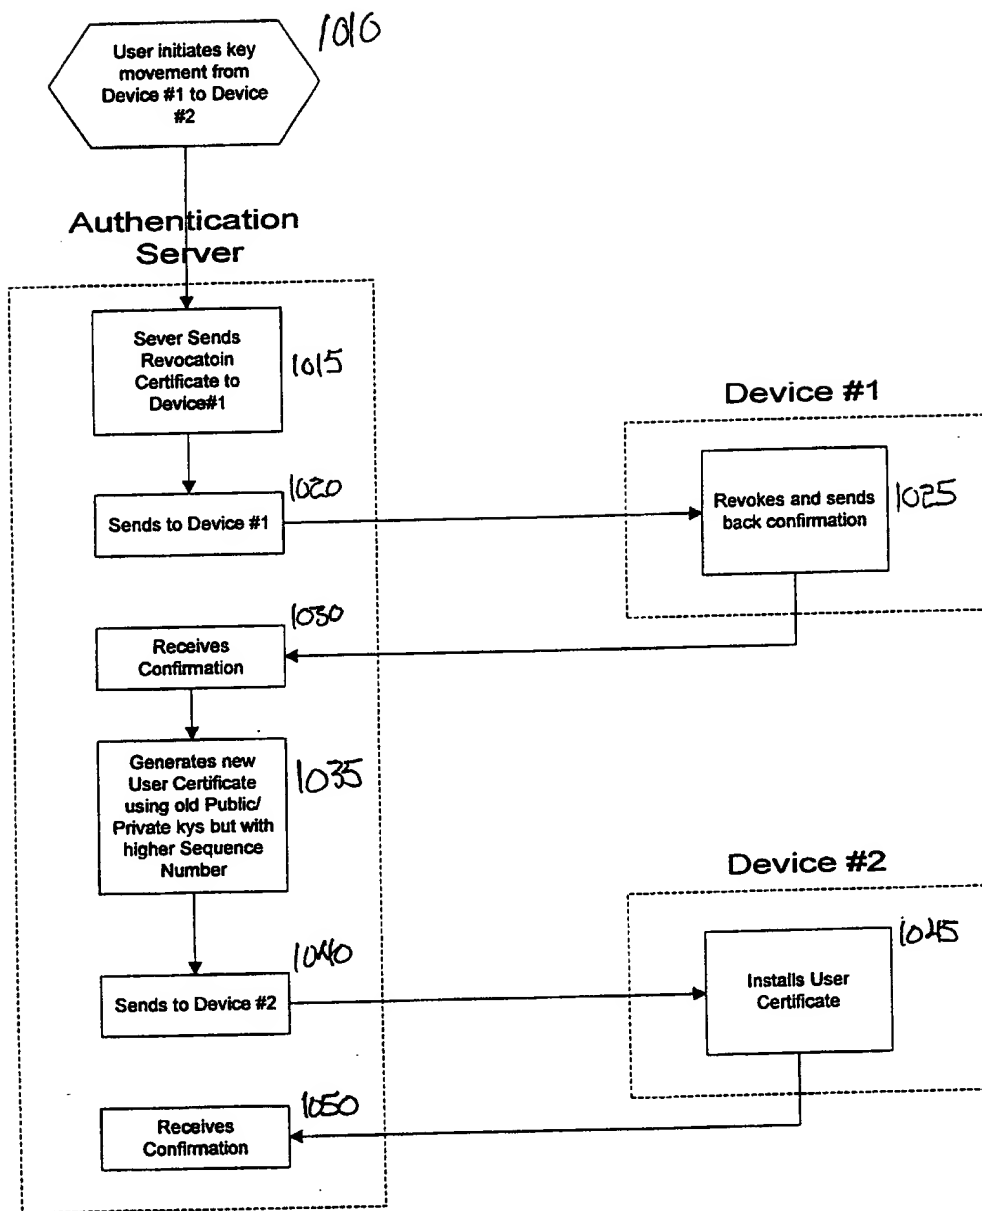 User initiates key
movement from
Device #1 to Device
#2
1010
Authentication
Server
Sever Sends
Revocatoin
Certificate to
Device#1
1015
Device #1
1020
Sends to Device #1
Revokes and sends
back confirmation
1025
1030
Receives
Confirmation
Generates new
User Certificate
using old Public/
Private kys but with
higher Sequence
Number
1035
Device #2
1040
Sends to Device #2
Installs User
Certificate
1045
1050
Receives
Confirmation